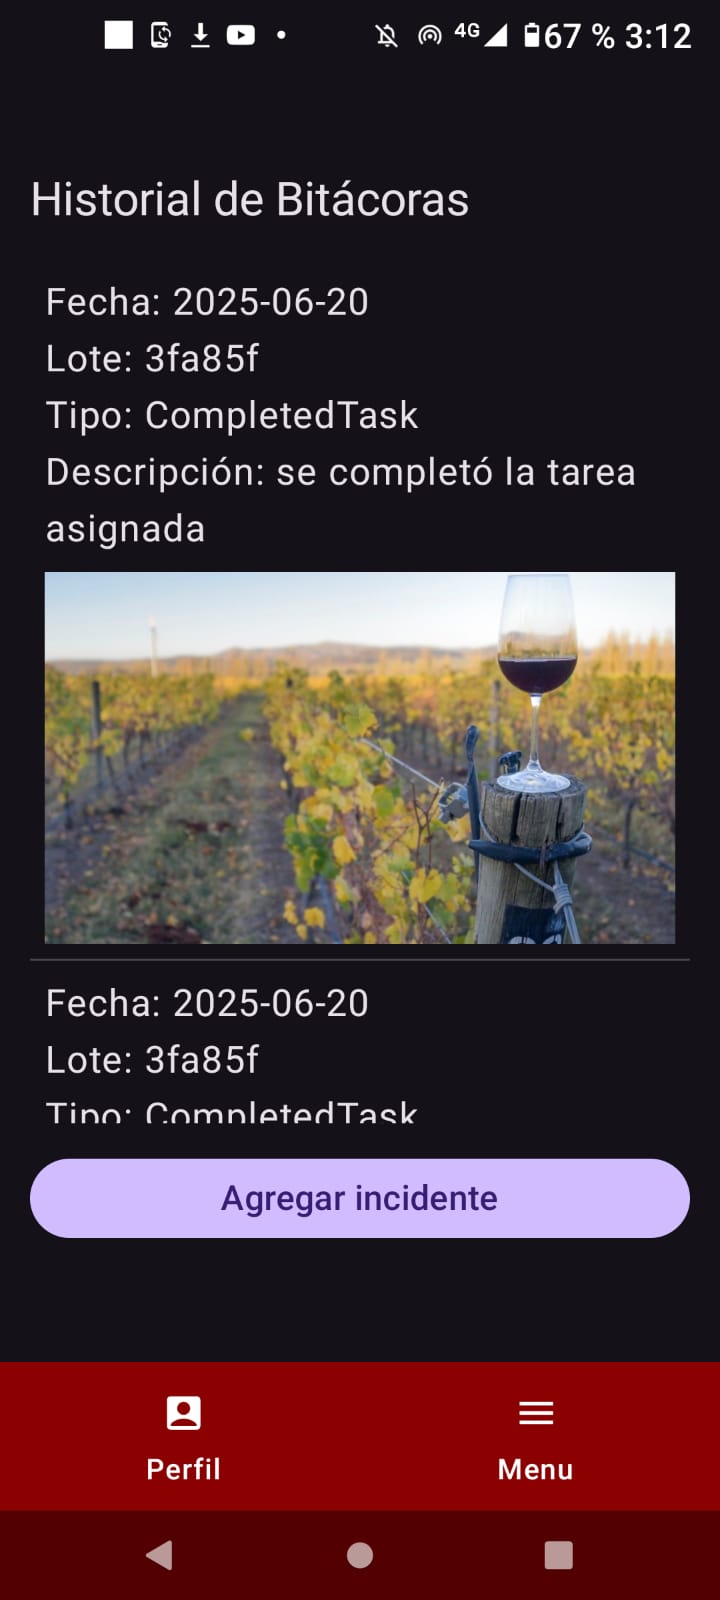 4G 67 % 3:12
Historial de Bitácoras
Fecha: 2025-06-20
Lote: 3fa85f
Tipo: CompletedTask
Descripción: se completó la tarea
asignada
Fecha: 2025-06-20
Lote: 3fa85f
Tipo: CompletedTask
Agregar incidente
Perfil
Menu